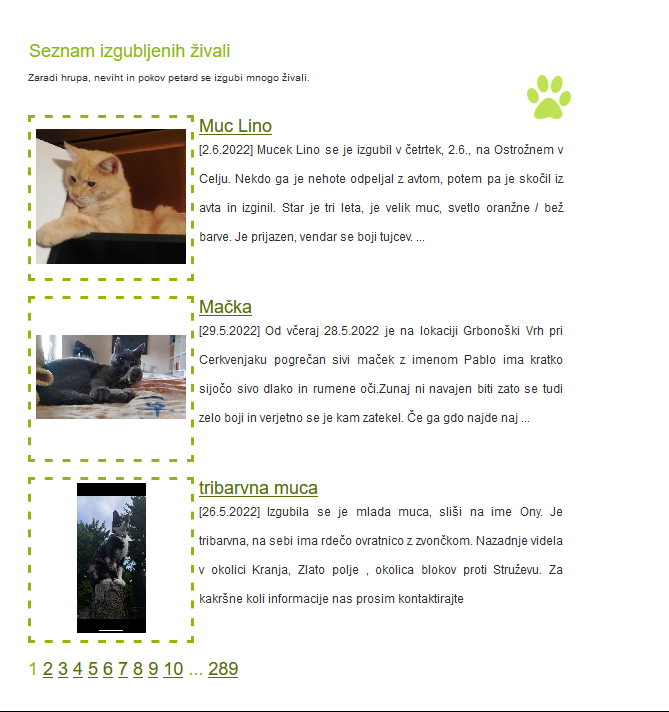 Seznam izgubljenih živali
Zaradi hrupa, neviht in pokov petard se izgubi mnogo živali.
Muc Lino
[2.6.2022] Mucek Lino se je izgubil v četrtek, 2.6., na Ostrožnem v
Celju. Nekdo ga je nehote odpeljal z avtom, potem pa je skočil iz
avta in izginil. Star je tri leta, je velik muc, svetlo oranžne / bež
barve. Je prijazen, vendar se boji tujcev. ...
Mačka
[29.5.2022] Od včeraj 28.5.2022 je na lokaciji Grbonoški Vrh pri
Cerkvenjaku pogrečan sivi maček z imenom Pablo ima kratko
sijočo sivo dlako in rumene oči.Zunaj ni navajen biti zato se tudi
zelo boji in verjetno se je kam zatekel. Če ga gdo najde naj ...
tribarvna muca
[26.5.2022] Izgubila se je mlada muca, sliši na ime Ony. Je
tribarvna, na sebi ima rdečo ovratnico z zvončkom. Nazadnje videla
v okolici Kranja, Zlato polje , okolica blokov proti Struževu. Za
kakršne koli informacije nas prosim kontaktirajte
1 2 3 4 5 6 7 8 9 10 ... 289